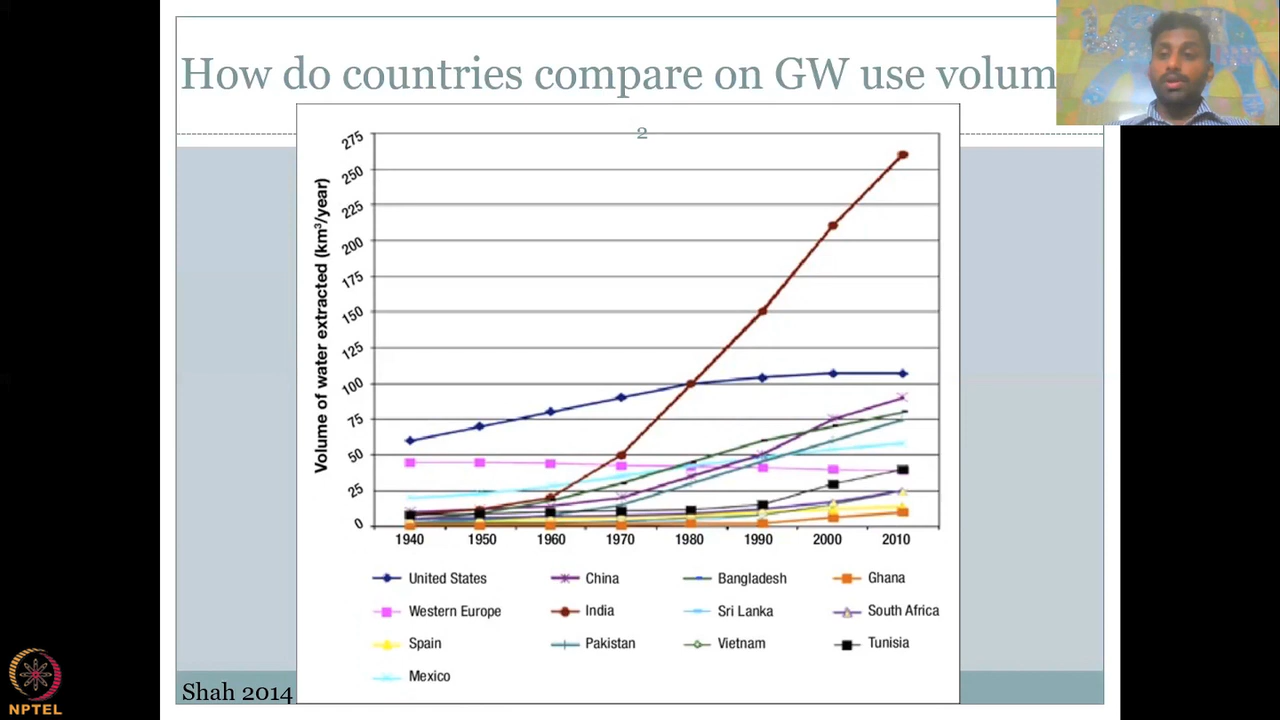 How do countries compare on GW use volum
2
Volume of water extracted (km³/year)
275
250
225
200
175
150
125
100
75
50
25
0
1940 1950 1960 1970 1980 1990 2000 2010
United States China Bangladesh Ghana
Western Europe India Sri Lanka South Africa
Spain Pakistan Vietnam Tunisia
Mexico
Shah 2014
NPTEL